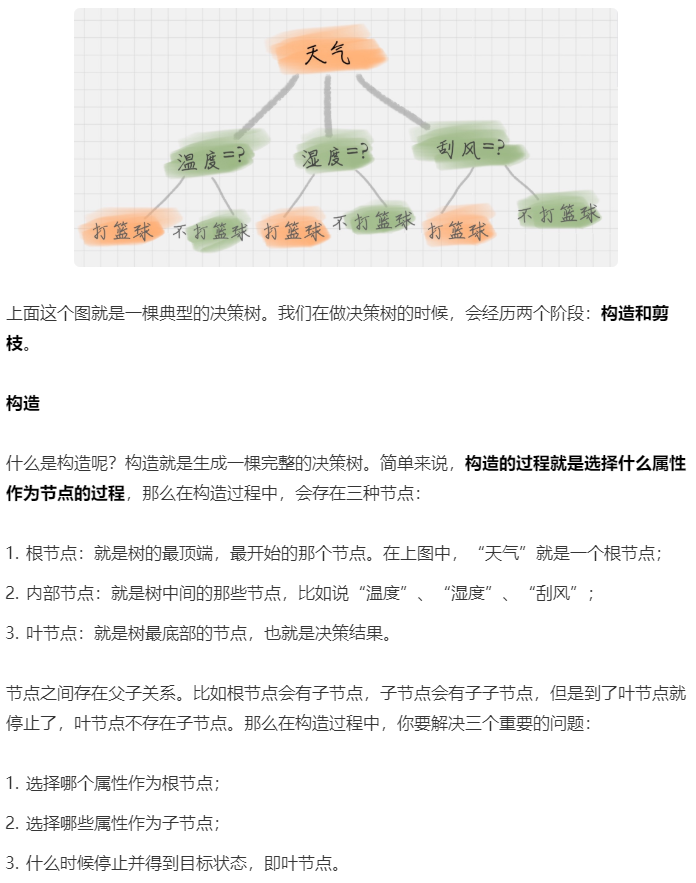 天气
温度=?
湿度=?
刮风=?
打篮球
不打篮球
打篮球
不打篮球
打篮球
不打篮球
上面这个图就是一棵典型的决策树。我们在做决策树的时候，会经历两个阶段：构造和剪
枝。
构造
什么是构造呢？构造就是生成一棵完整的决策树。简单来说，构造的过程就是选择什么属性
作为节点的过程，那么在构造过程中，会存在三种节点：
1. 根节点：就是树的最顶端，最开始的那个节点。在上图中，“天气”就是一个根节点；
2. 内部节点：就是树中间的那些节点，比如说“温度”、“湿度”、“刮风”；
3. 叶节点：就是树最底部的节点，也就是决策结果。
节点之间存在父子关系。比如根节点会有子节点，子节点会有子子节点，但是到了叶节点就
停止了，叶节点不存在子节点。那么在构造过程中，你要解决三个重要的问题：
1. 选择哪个属性作为根节点；
2. 选择哪些属性作为子节点；
3. 什么时候停止并得到目标状态，即叶节点。